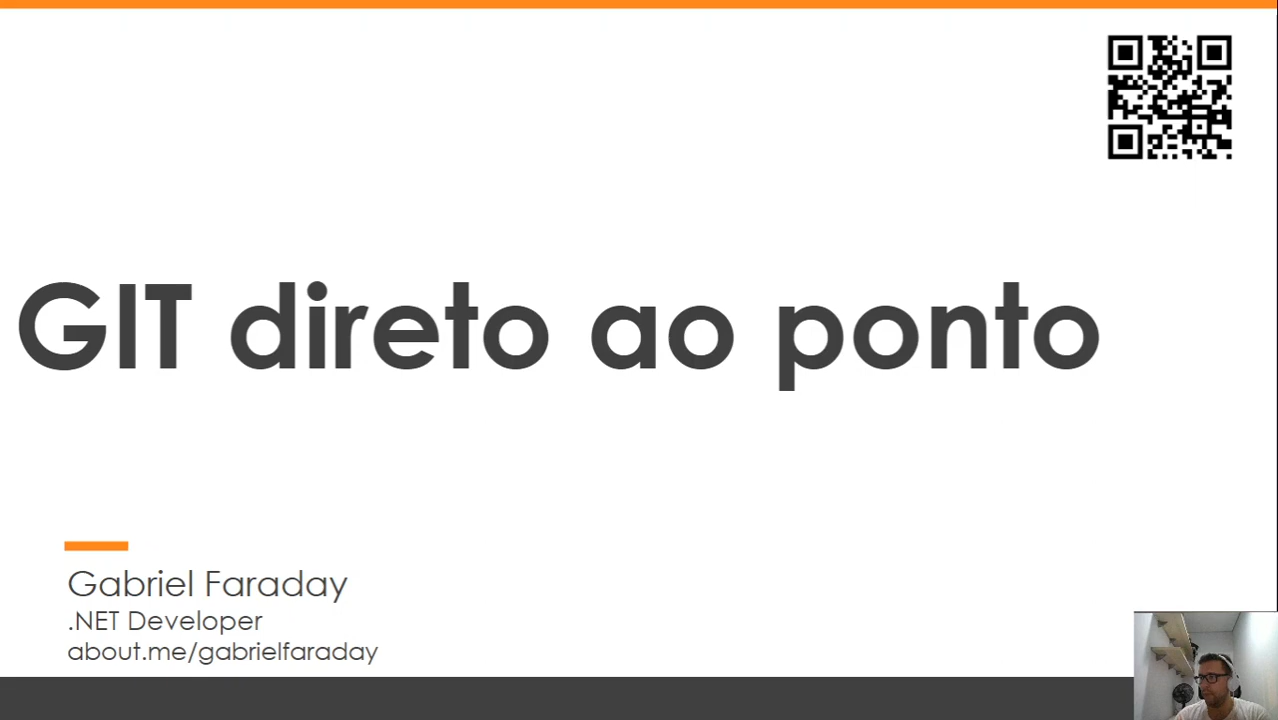 GIT direto ao ponto
Gabriel Faraday
.NET Developer
about.me/gabrielfaraday